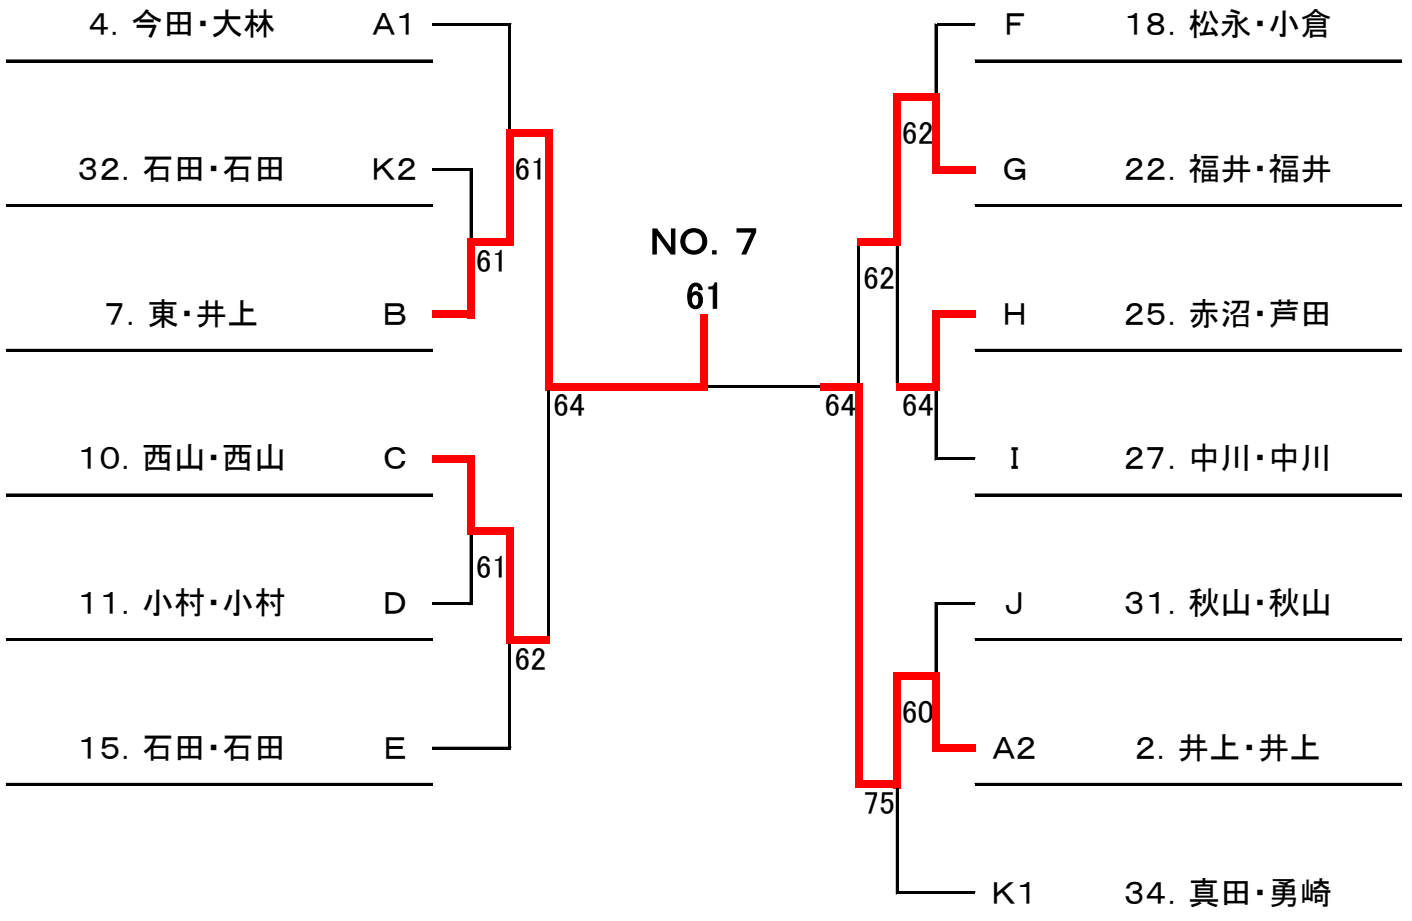 4. 今田・大林 A1
32. 石田・石田 K2
61
61
7. 東・井上 B
10. 西山・西山 C
64
11. 小村・小村 D
61
62
15. 石田・石田 E
NO. 7
61
F 18. 松永・小倉
62
G 22. 福井・福井
62
H 25. 赤沼・芦田
64
64
I 27. 中川・中川
J 31. 秋山・秋山
60
A2 2. 井上・井上
75
K1 34. 真田・勇崎